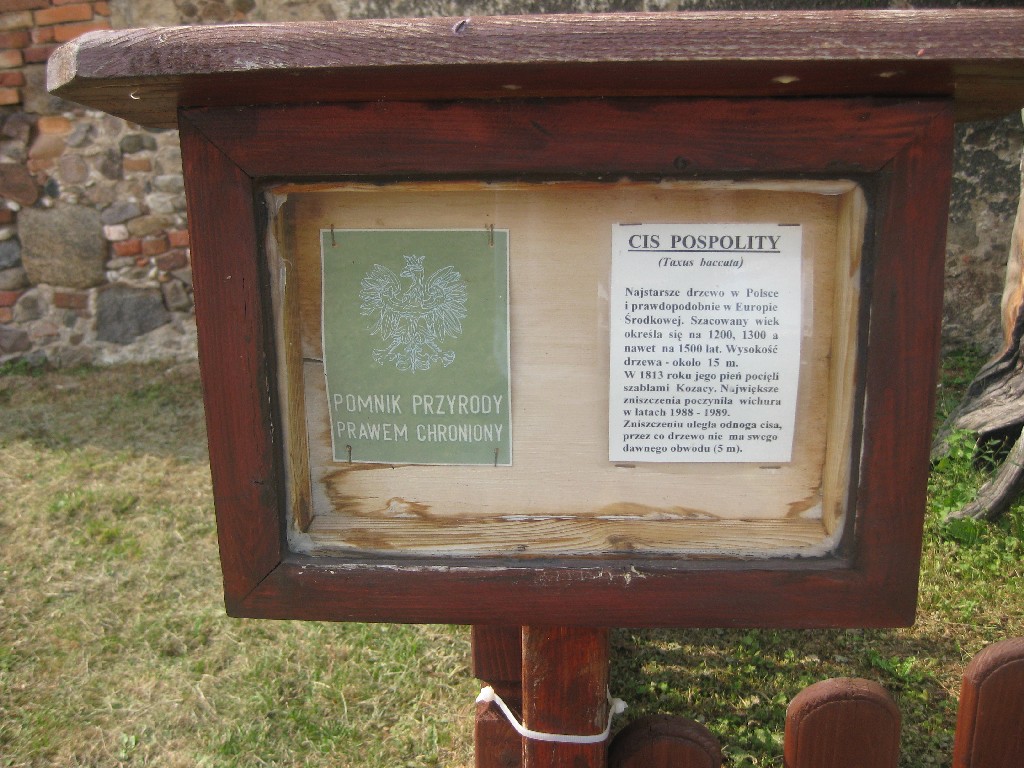 POMNIK PRZYRODY
PRAWEM CHRONIONY
CIS POSPOLITY
(Taxus baccata)
Najstarsze drzewo w Polsce
i prawdopodobnie w Europie
Środkowej. Szacowany wiek
określa się na 1200, 1300 a
nawet na 1500 lat. Wysokość
drzewa - około 15 m.
W 1813 roku jego pień pocięli
szablami Kozacy. Największe
zniszczenia poczyniła wichura
w latach 1988 - 1989.
Zniszczeniu uległa odnoga cisa,
przez co drzewo nie ma swego
dawnego obwodu (5 m).